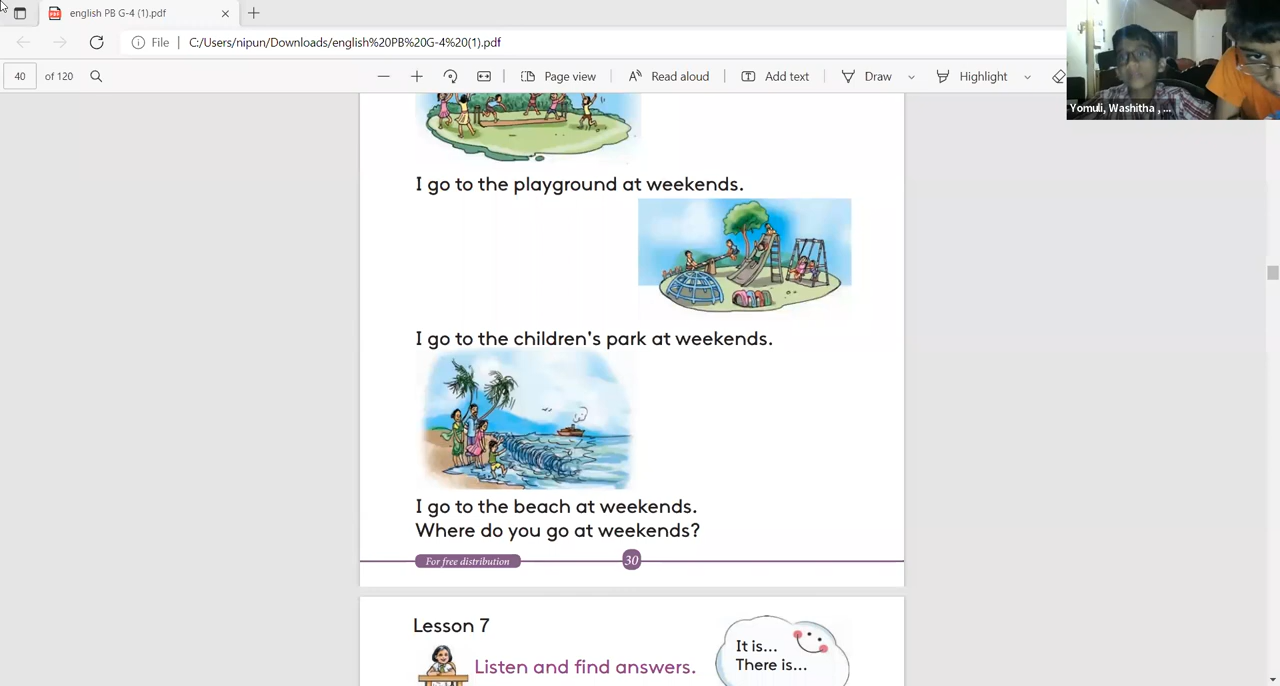 english PB G-4 (1).pdf
File
C:/Users/nipun/Downloads/english%20PB%20G-4%20(1).pdf
40 of 120
Page view
Read aloud
Add text
Draw
Highlight
Yomuli, Washitha , ...
I go to the playground at weekends.
I go to the children's park at weekends.
I go to the beach at weekends.
Where do you go at weekends?
For free distribution
30
Lesson 7
It is...
There is...
Listen and find answers.